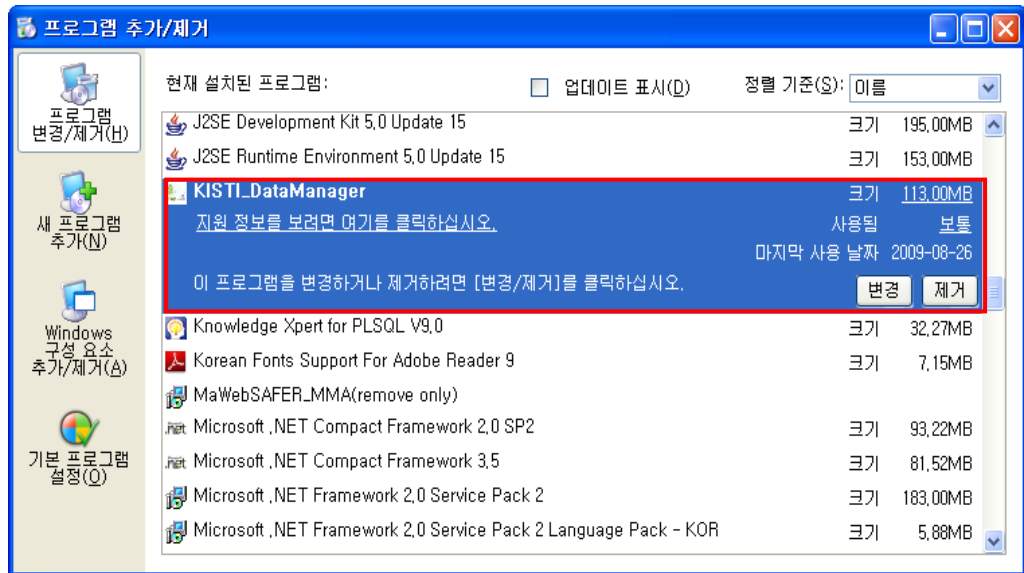 프로그램 추가/제거
프로그램
변경/제거(H)
새 프로그램
추가(N)
Windows
구성 요소
추가/제거(A)
기본 프로그램
설정(O)
현재 설치된 프로그램:
업데이트 표시(D)
정렬 기준(S): 이름
J2SE Development Kit 5,0 Update 15 크기 195,00MB
J2SE Runtime Environment 5,0 Update 15 크기 153,00MB
KISTI_DataManager 크기 113,00MB
지원 정보를 보려면 여기를 클릭하십시오. 사용됨 보통
마지막 사용 날짜 2009-08-26
이 프로그램을 변경하거나 제거하려면 [변경/제거]를 클릭하십시오. 변경 제거
Knowledge Xpert for PLSQL V9,0 크기 32,27MB
Korean Fonts Support For Adobe Reader 9 크기 7,15MB
MaWebSAFER_MMA(remove only)
.net Microsoft ,NET Compact Framework 2,0 SP2 크기 93,22MB
.net Microsoft ,NET Compact Framework 3,5 크기 81,52MB
Microsoft ,NET Framework 2,0 Service Pack 2 크기 183,00MB
Microsoft ,NET Framework 2,0 Service Pack 2 Language Pack - KOR 크기 5,88MB